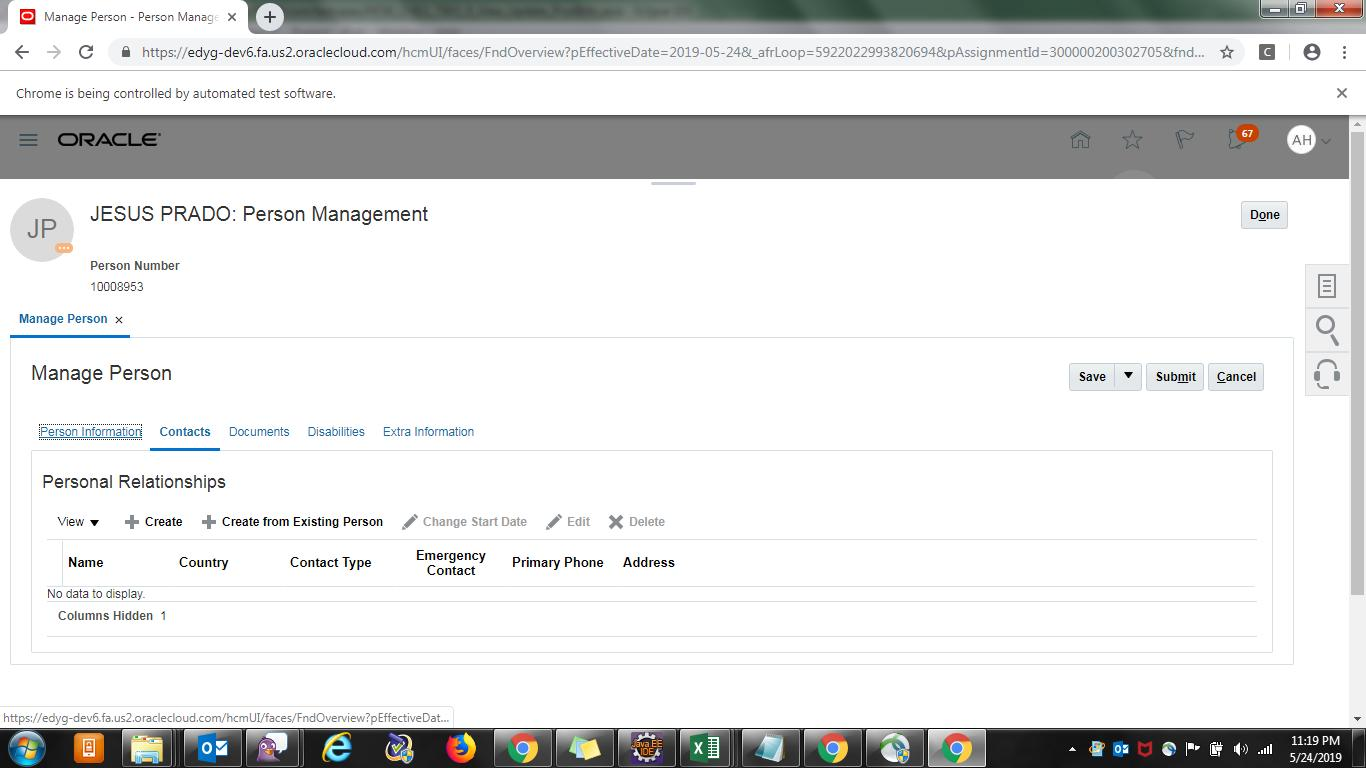 Manage Person - Person Manage
https://edyg-dev6.fa.us2.oraclecloud.com/hcmUI/faces/FndOverview?pEffectiveDate=2019-05-24&_afrLoop=5922022993820694&pAssignmentId=300000200302705&fnd...
C
Chrome is being controlled by automated test software.
ORACLE
67
AH
JP
JESUS PRADO: Person Management
Done
Person Number
10008953
Manage Person
Manage Person
Save
Submit
Cancel
Person Information Contacts Documents Disabilities Extra Information
Personal Relationships
View Create Create from Existing Person Change Start Date Edit Delete
Name Country Contact Type Emergency Contact Primary Phone Address
No data to display.
Columns Hidden 1
https://edyg-dev6.fa.us2.oraclecloud.com/hcmUI/faces/FndOverview?pEffectiveDat...
Java EE
IDE
11:19 PM
5/24/2019